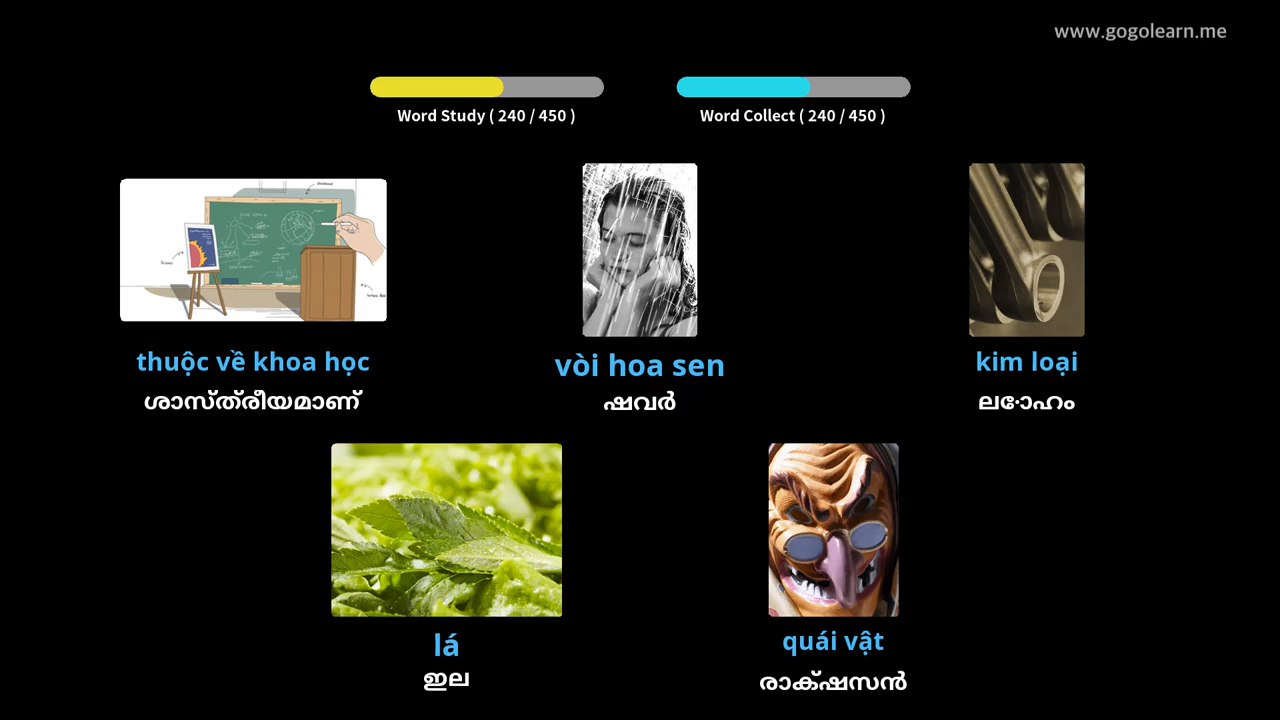 www.gogolearn.me
Word Study ( 240 / 450 )
Word Collect ( 240 / 450 )
thuộc về khoa học
ശാസ്ത്രീയമാണ്
vòi hoa sen
ഷവർ
kim loại
ലോഹം
lá
ഇല
quái vật
രാക്ഷസൻ